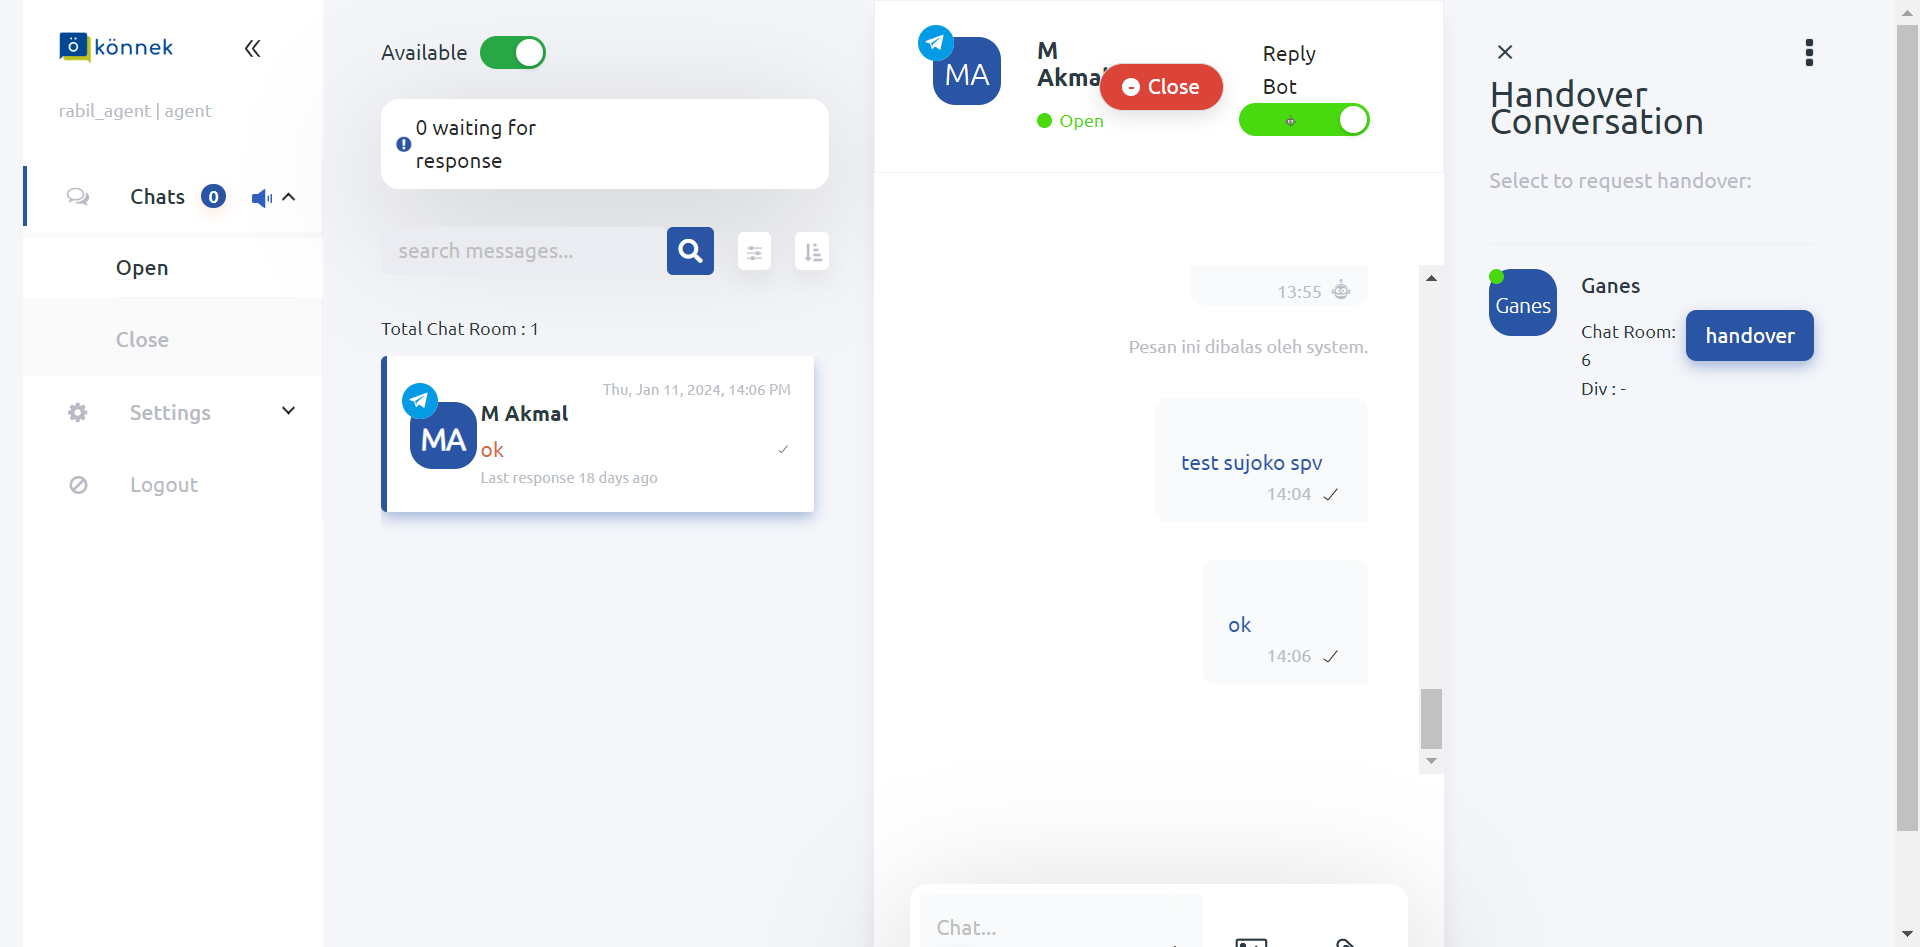 ö könnek
rabil_agent | agent
Chats 0
Open
Close
Settings
Logout
Available
0 waiting for
response
search messages...
Total Chat Room : 1
Thu, Jan 11, 2024, 14:06 PM
MA
M Akmal
ok
Last response 18 days ago
MA
M
Akmal
Open
Close
Reply
Bot
13:55
Pesan ini dibalas oleh system.
test sujoko spv
14:04
ok
14:06
Chat...
Handover
Conversation
Select to request handover:
Ganes
Ganes
Chat Room:
6
Div : -
handover